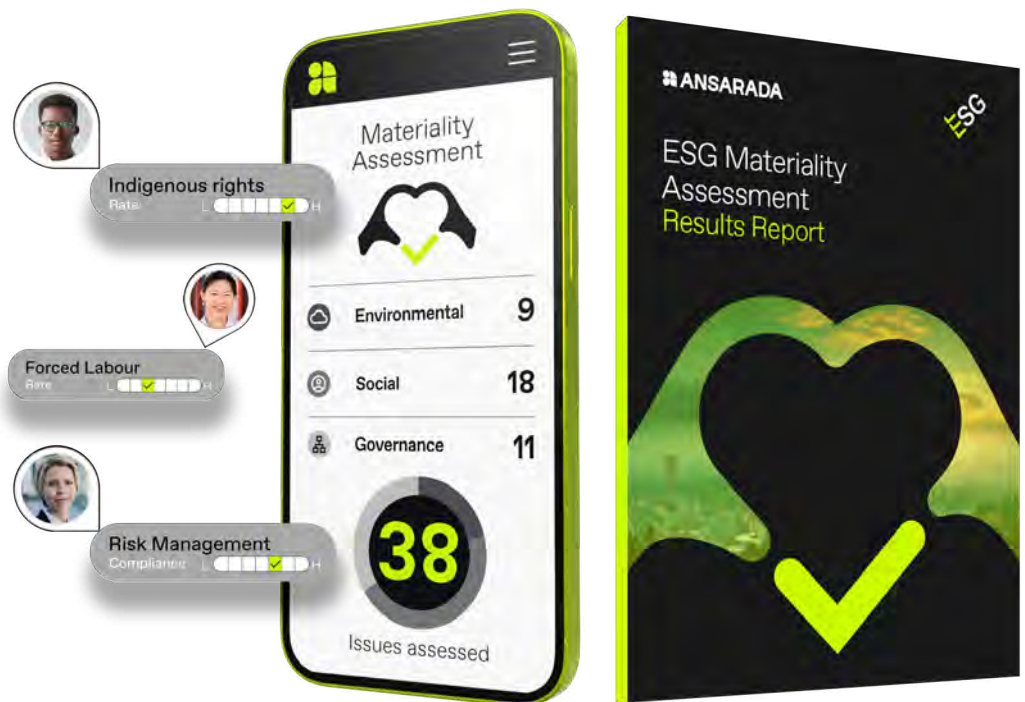 Indigenous rights
Rate L H
Forced Labour
Rate L H
Risk Management
Compliance L H
Materiality
Assessment
Environmental 9
Social 18
Governance 11
38
Issues assessed
ANSARADA
ESG
ESG Materiality
Assessment
Results Report